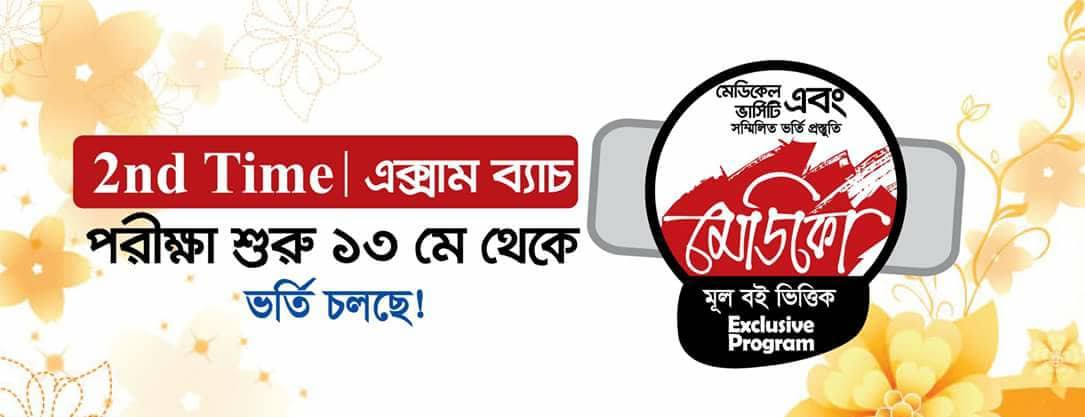 2nd Time | এক্সাম ব্যাচ
পরীক্ষা শুরু ১৩ মে থেকে
ভর্তি চলছে!
মেডিকেল এবং
ভার্সিটি
সম্মিলিত ভর্তি প্রস্তুতি
মেডিকো
মূল বই ভিত্তিক
Exclusive
Program